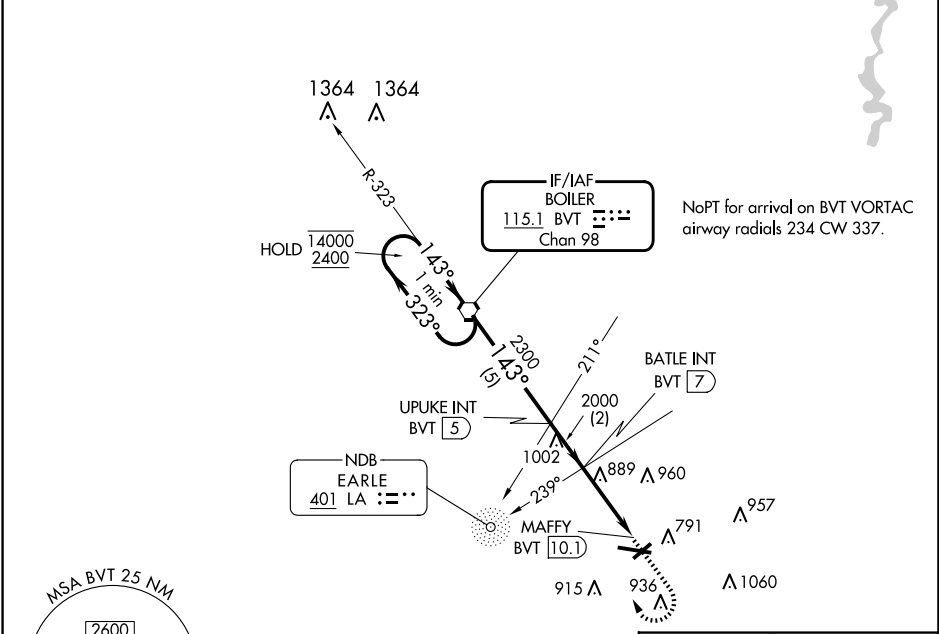 1364 1364
R-323
IF/IAF
BOILER
115.1 BVT
Chan 98
NoPT for arrival on BVT VORTAC
airway radials 234 CW 337.
HOLD 14000
2400
143°
1 min
323°
2300
143°
(5)
211°
BATLE INT
BVT 7
UPUKE INT
BVT 5
2000
(2)
1002
NDB
EARLE
401 LA
239°
889 960
MAFFY
BVT 10.1
791
957
915 936 1060
MSA BVT 25 NM
2600